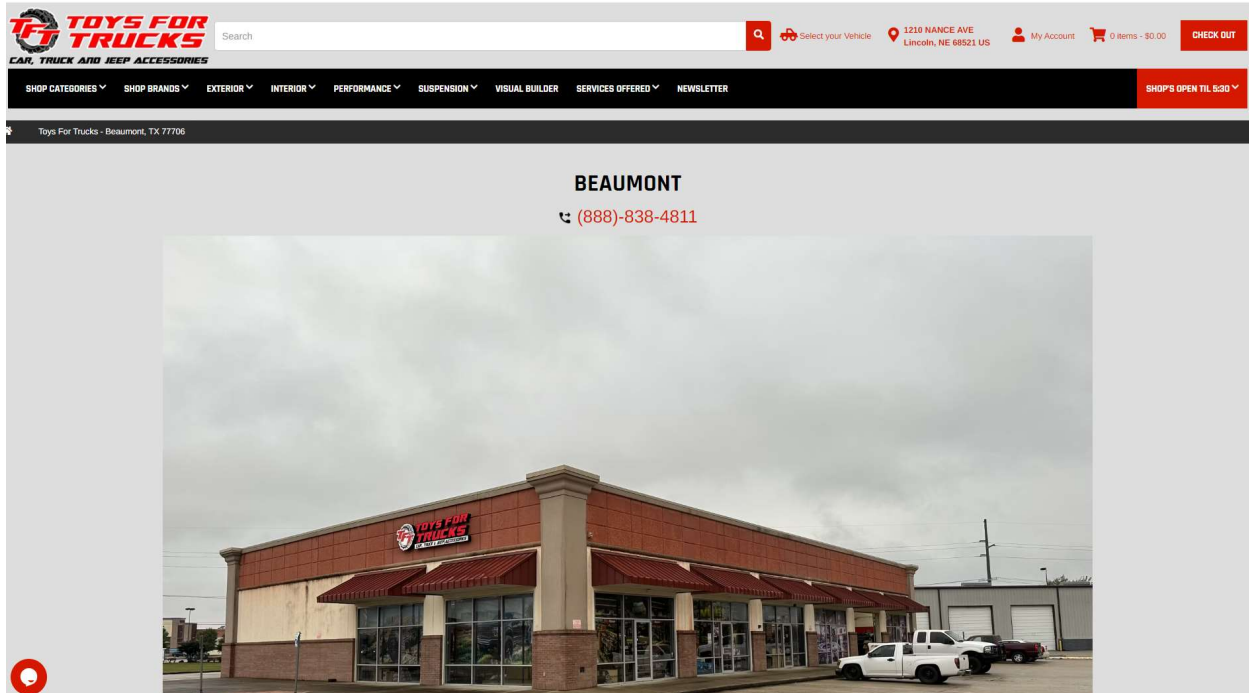 TFT TOYS FOR
TRUCKS
CAR, TRUCK AND JEEP ACCESSORIES
Search
Select your Vehicle
1210 NANCE AVE
Lincoln, NE 68521 US
My Account
0 items - $0.00
CHECK OUT
SHOP CATEGORIES
SHOP BRANDS
EXTERIOR
INTERIOR
PERFORMANCE
SUSPENSION
VISUAL BUILDER
SERVICES OFFERED
NEWSLETTER
SHOP'S OPEN TIL 5:30
Toys For Trucks - Beaumont, TX 77706
BEAUMONT
(888)-838-4811
TFT TOYS FOR
TRUCKS